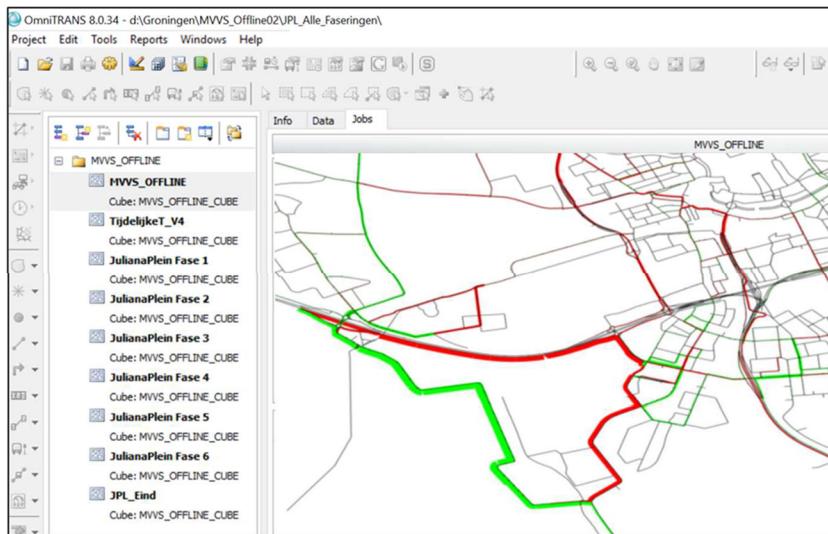 OmniTRANS 8.0.34 - d:\Groningen\MVVS_Offline02\JPL_Alle_Faseringen\
Project Edit Tools Reports Windows Help
Info Data Jobs
MVVS_OFFLINE
MVVS_OFFLINE
MVVS_OFFLINE
Cube: MVVS_OFFLINE_CUBE
TijdelijkeT_V4
Cube: MVVS_OFFLINE_CUBE
JulianaPlein Fase 1
Cube: MVVS_OFFLINE_CUBE
JulianaPlein Fase 2
Cube: MVVS_OFFLINE_CUBE
JulianaPlein Fase 3
Cube: MVVS_OFFLINE_CUBE
JulianaPlein Fase 4
Cube: MVVS_OFFLINE_CUBE
JulianaPlein Fase 5
Cube: MVVS_OFFLINE_CUBE
JulianaPlein Fase 6
Cube: MVVS_OFFLINE_CUBE
JPL_Eind
Cube: MVVS_OFFLINE_CUBE